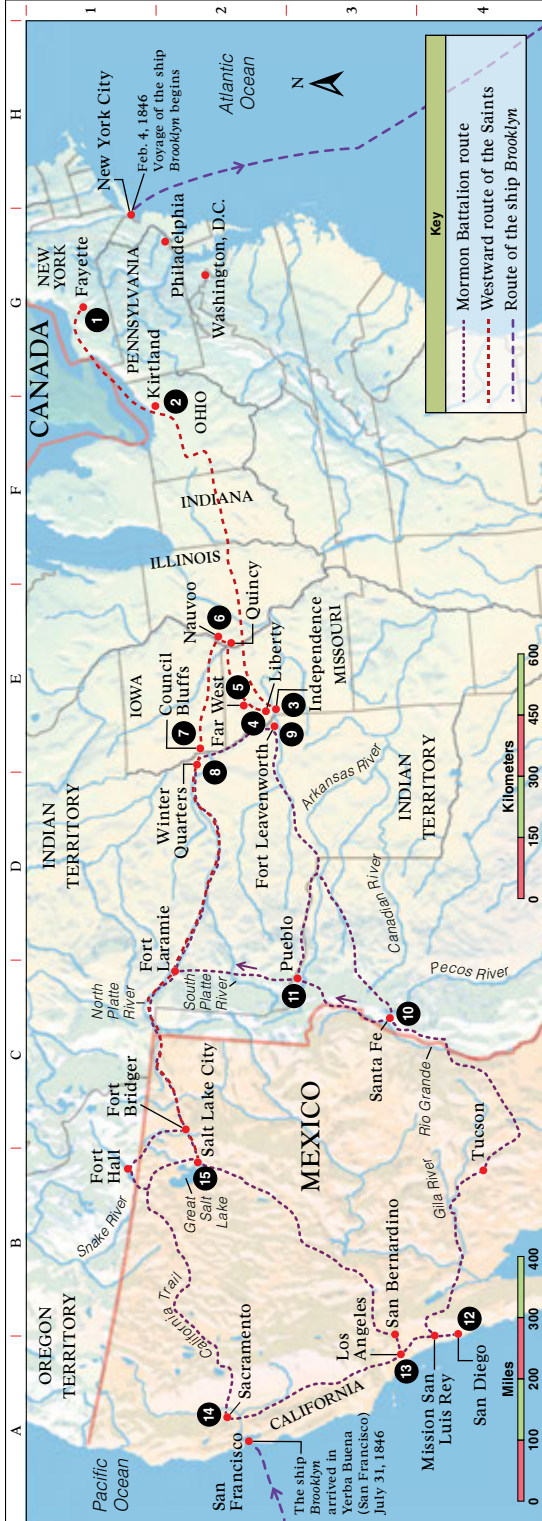 A
B
C
D
E
F
G
H
1
2
3
4
Pacific
Ocean
OREGON
TERRITORY
Snake River
Fort
Hall
Fort
Bridger
North
Platte
River
Fort
Laramie
INDIAN
TERRITORY
Winter
Quarters
8
7
Council
Bluffs
IOWA
Nauvoo
6
ILLINOIS
INDIANA
OHIO
2
Kirtland
CANADA
1
NEW
YORK
Fayette
PENNSYLVANIA
New York City
Feb. 4, 1846
Voyage of the ship
Brooklyn begins
Philadelphia
Washington, D.C.
Atlantic
Ocean
N
San
Francisco
14
Sacramento
California Trail
Great
Salt
Lake
15
Salt Lake City
South
Platte
River
Far West
5
Quincy
4
Liberty
3
Independence
MISSOURI
Fort Leavenworth
9
The ship
Brooklyn
arrived in
Yerba Buena
(San Francisco)
July 31, 1846
CALIFORNIA
Los
Angeles
13
San Bernardino
MEXICO
11
Pueblo
Arkansas River
Santa Fe
10
Canadian River
INDIAN
TERRITORY
Mission San
Luis Rey
San Diego
12
Gila River
Tucson
Rio Grande
Pecos River
Miles
0
100
200
300
400
Kilometers
0
150
300
450
600
Key
Mormon Battalion route
Westward route of the Saints
Route of the ship Brooklyn